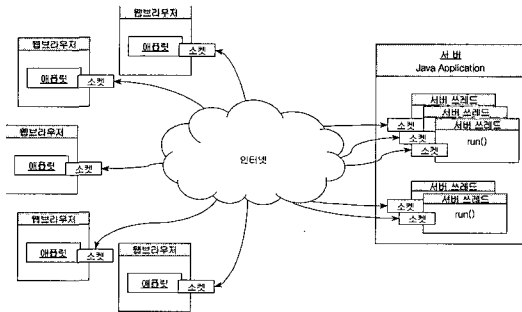 웹브라우저
애플릿
소켓
웹브라우저
애플릿
소켓
웹브라우저
애플릿
소켓
웹브라우저
애플릿
소켓
웹브라우저
애플릿
소켓
인터넷
서 버
Java Application
서버 쓰레드
서버 쓰레드
서버 쓰레드
소켓
소켓
소켓
run()
서버 쓰레드
서버 쓰레드
소켓
소켓
run()